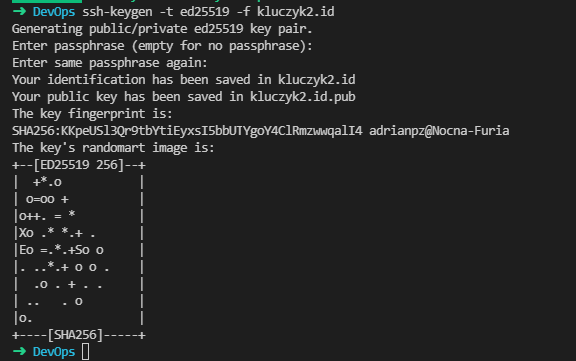 ➜ DevOps ssh-keygen -t ed25519 -f kluczyk2.id
Generating public/private ed25519 key pair.
Enter passphrase (empty for no passphrase):
Enter same passphrase again:
Your identification has been saved in kluczyk2.id
Your public key has been saved in kluczyk2.id.pub
The key fingerprint is:
SHA256:KKpeUSl3Qr9tbYtiEyxsI5bbUTYgoY4ClRmzwwqalI4 adrianpz@Nocna-Furia
The key's randomart image is:
+--[ED25519 256]--+
|  +*.o           |
| o=oo +          |
|o++. = *         |
|Xo .* *.+ .      |
|Eo =.*.+So o     |
|. ..*.+ o o .    |
|  .o . + . .     |
| ..   . o        |
|o.               |
+----[SHA256]-----+
➜ DevOps